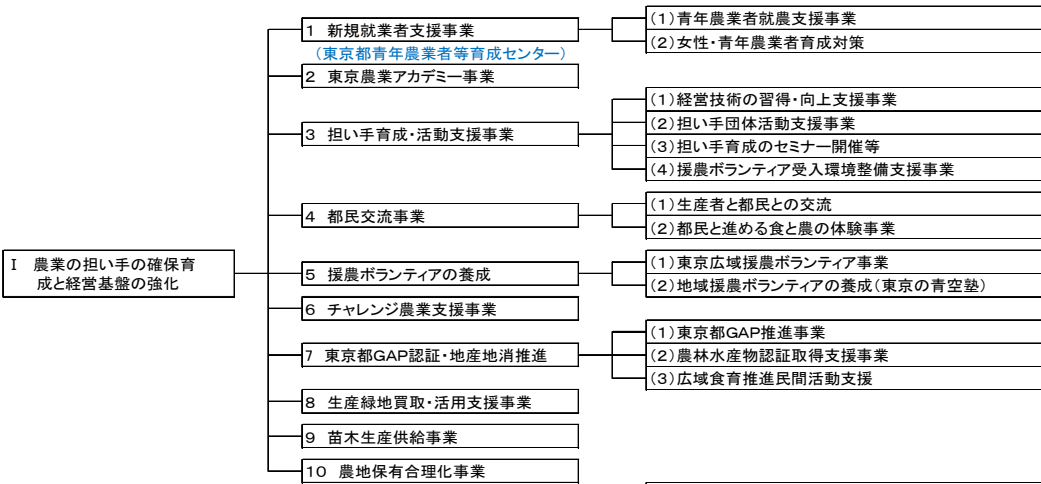 Ⅰ 農業の担い手の確保育
成と経営基盤の強化
1 新規就業者支援事業
(東京都青年農業者等育成センター)
(1)青年農業者就農支援事業
(2)女性・青年農業者育成対策
2 東京農業アカデミー事業
3 担い手育成・活動支援事業
(1)経営技術の習得・向上支援事業
(2)担い手団体活動支援事業
(3)担い手育成のセミナー開催等
(4)援農ボランティア受入環境整備支援事業
4 都民交流事業
(1)生産者と都民との交流
(2)都民と進める食と農の体験事業
5 援農ボランティアの養成
(1)東京広域援農ボランティア事業
(2)地域援農ボランティアの養成(東京の青空塾)
6 チャレンジ農業支援事業
7 東京都GAP認証・地産地消推進
(1)東京都GAP推進事業
(2)農林水産物認証取得支援事業
(3)広域食育推進民間活動支援
8 生産緑地買取・活用支援事業
9 苗木生産供給事業
10 農地保有合理化事業